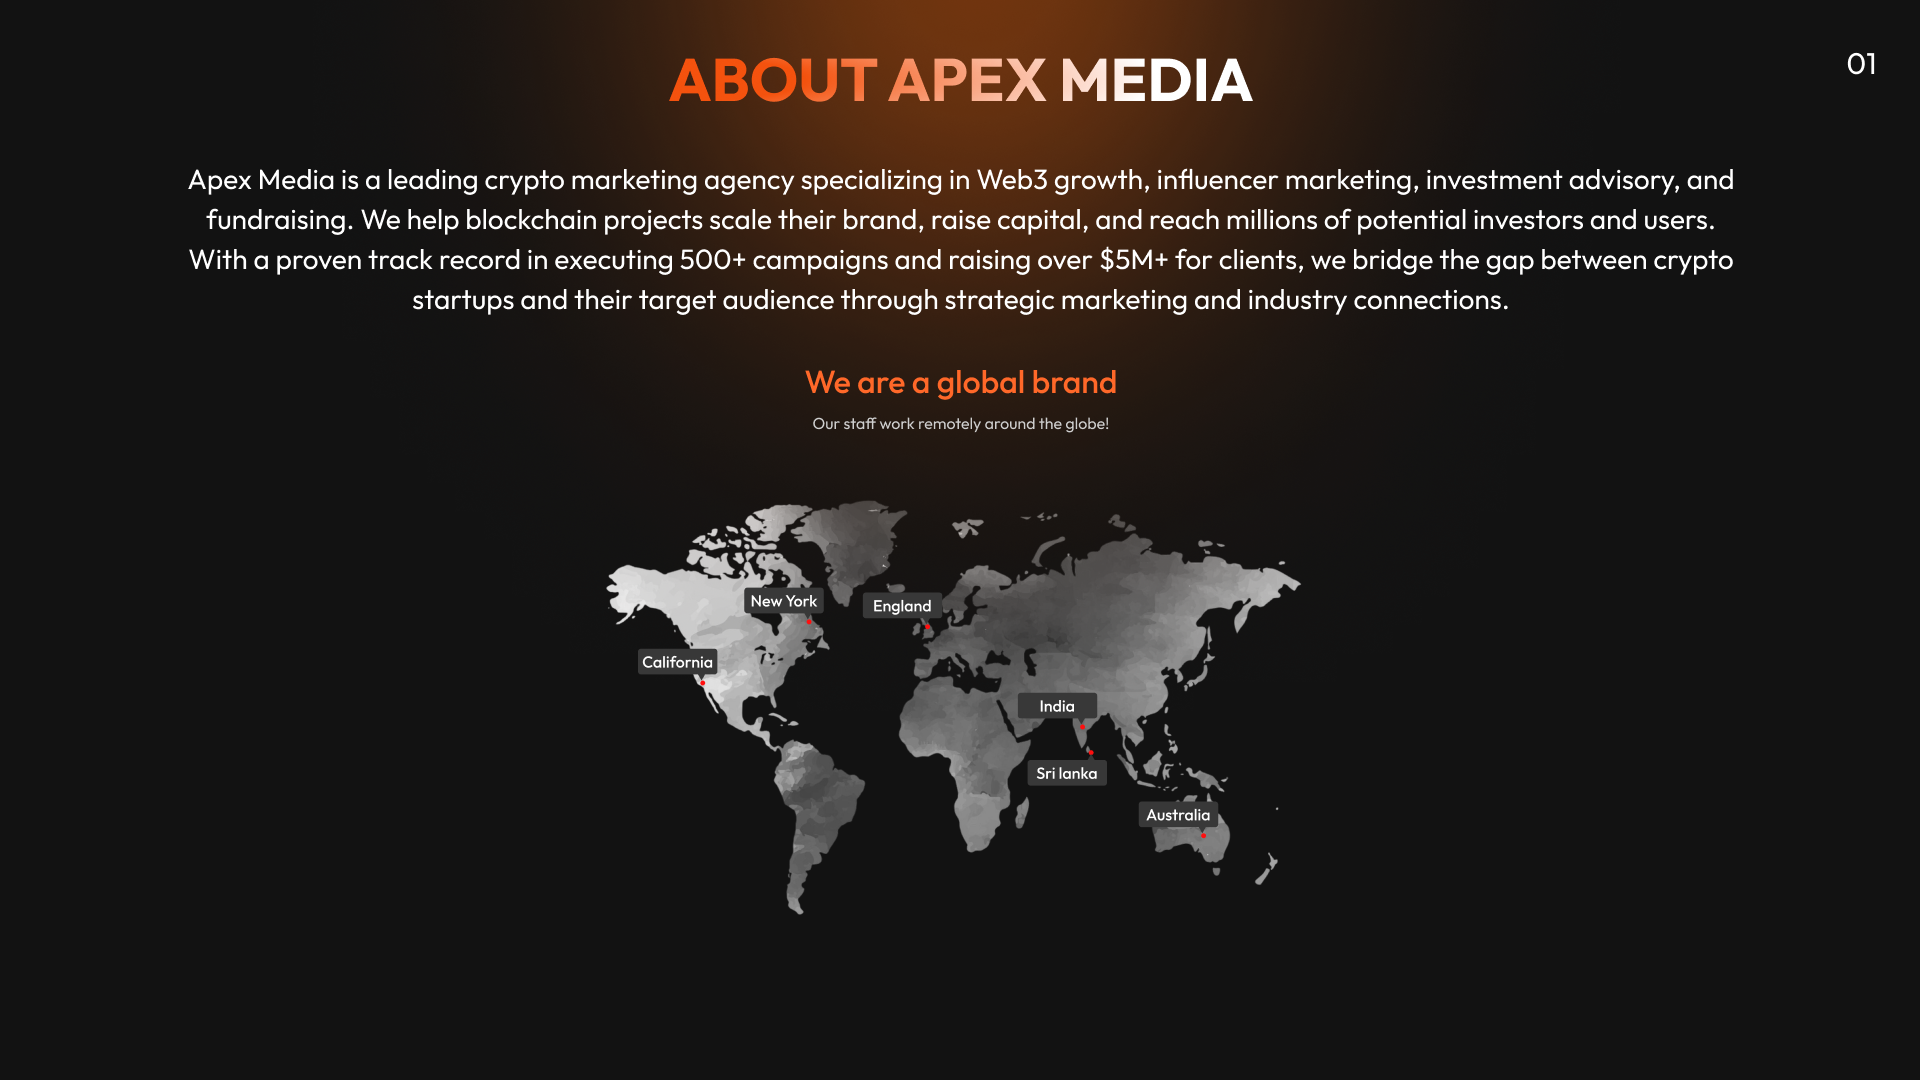 ABOUT APEX MEDIA
01
Apex Media is a leading crypto marketing agency specializing in Web3 growth, influencer marketing, investment advisory, and
fundraising. We help blockchain projects scale their brand, raise capital, and reach millions of potential investors and users.
With a proven track record in executing 500+ campaigns and raising over $5M+ for clients, we bridge the gap between crypto
startups and their target audience through strategic marketing and industry connections.
We are a global brand
Our staff work remotely around the globe!
New York
England
California
India
Sri lanka
Australia